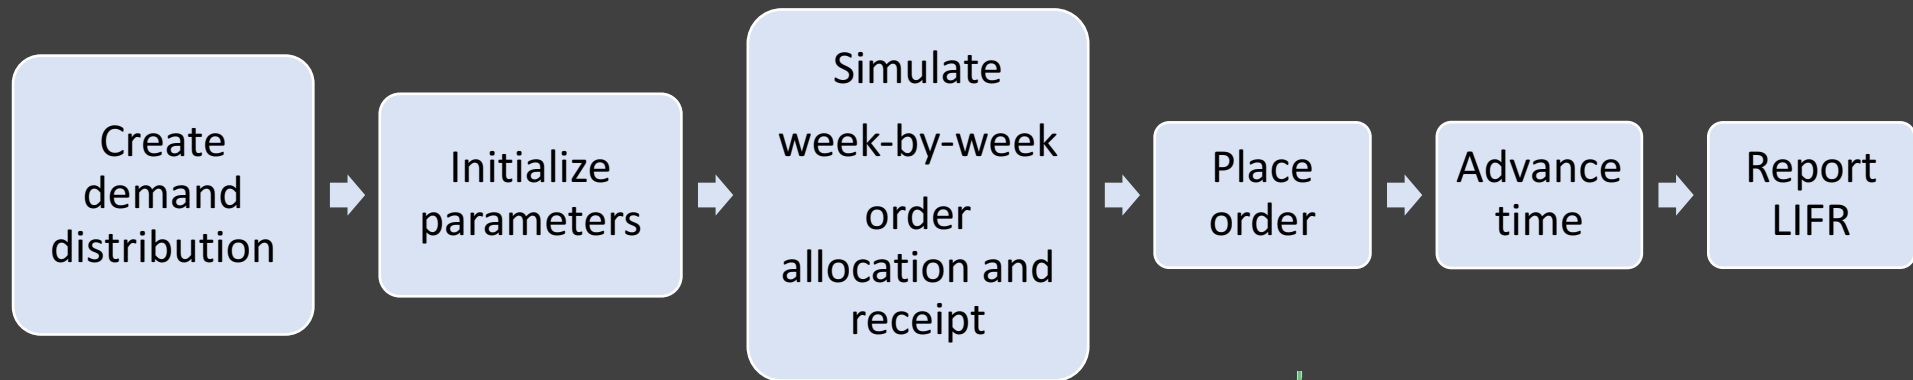 Create
demand
distribution
Initialize
parameters
Simulate
week-by-week
order
allocation and
receipt
Place
order
Advance
time
Report
LIFR